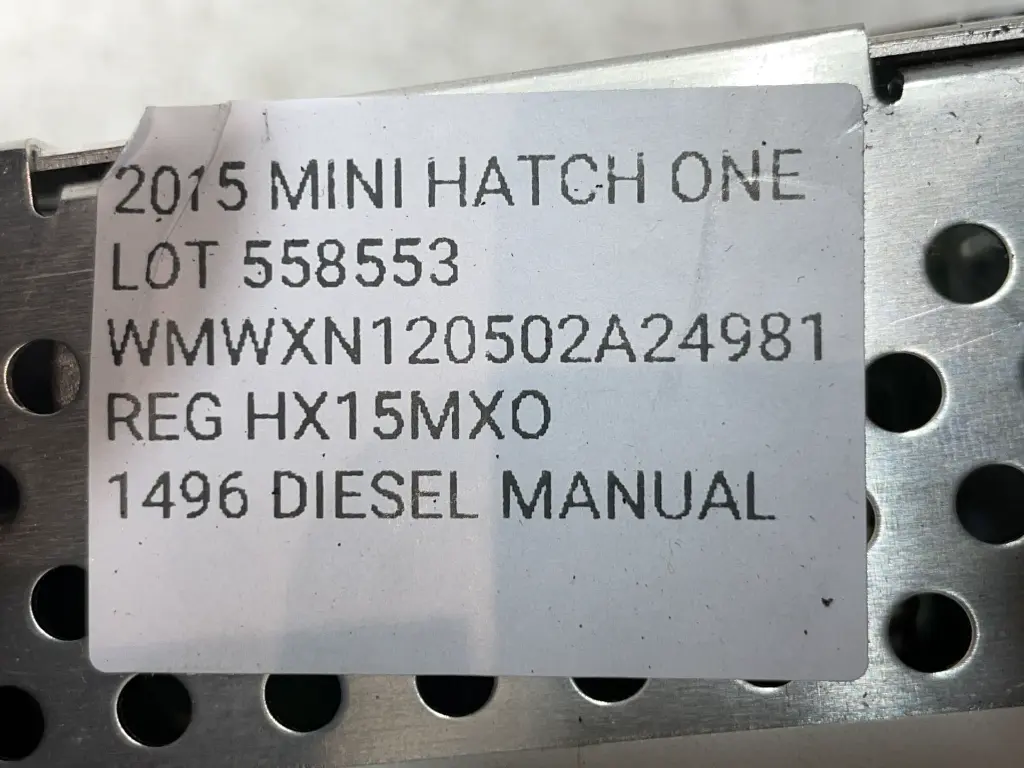 2015 MINI HATCH ONE
LOT 558553
WMWXN120502A24981
REG HX15MXO
1496 DIESEL MANUAL